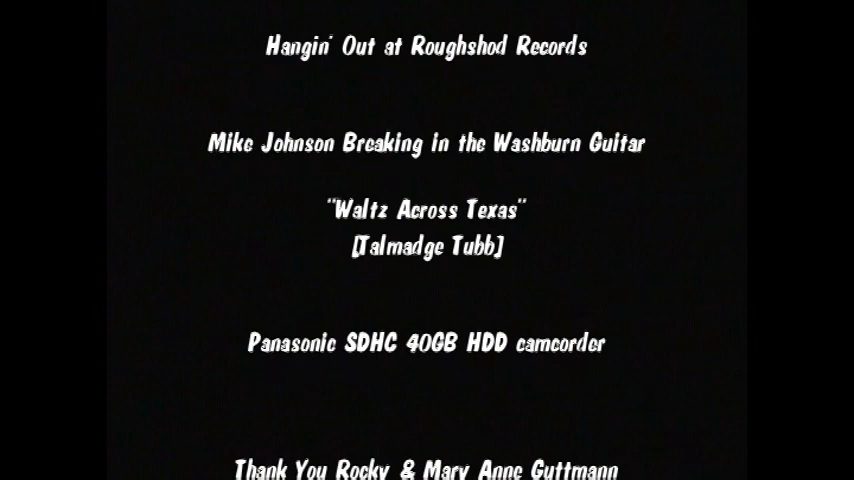 Hangin' Out at Roughshod Records
Mike Johnson Breaking in the Washburn Guitar
"Waltz Across Texas"
[Talmadge Tubb]
Panasonic SDHC 40GB HDD camcorder
Thank You Rocky & Mary Anne Guttmann